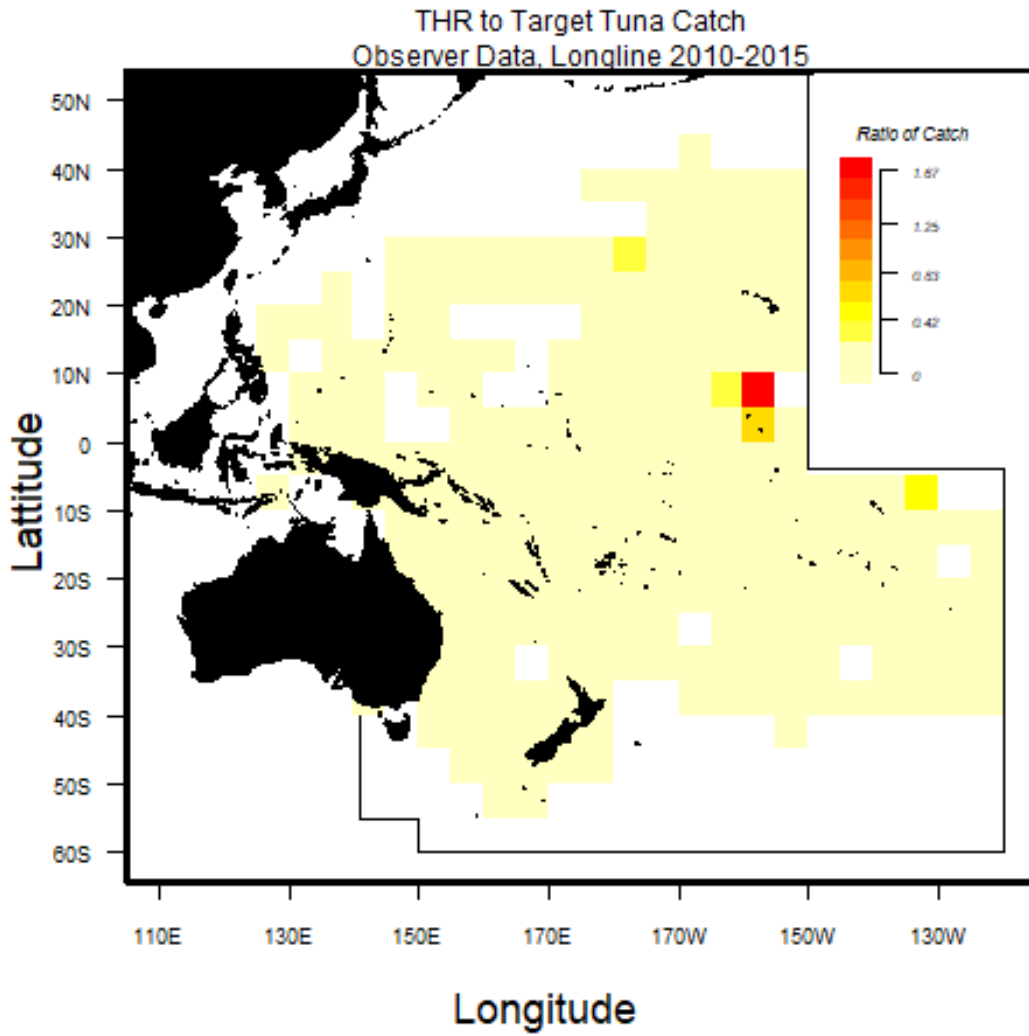 THR to Target Tuna Catch
Observer Data, Longline 2010-2015
Ratio of Catch
1.67
1.25
0.83
0.42
0
50N
40N
30N
20N
10N
0
10S
20S
30S
40S
50S
60S
Lattitude
110E 130E 150E 170E 170W 150W 130W
Longitude